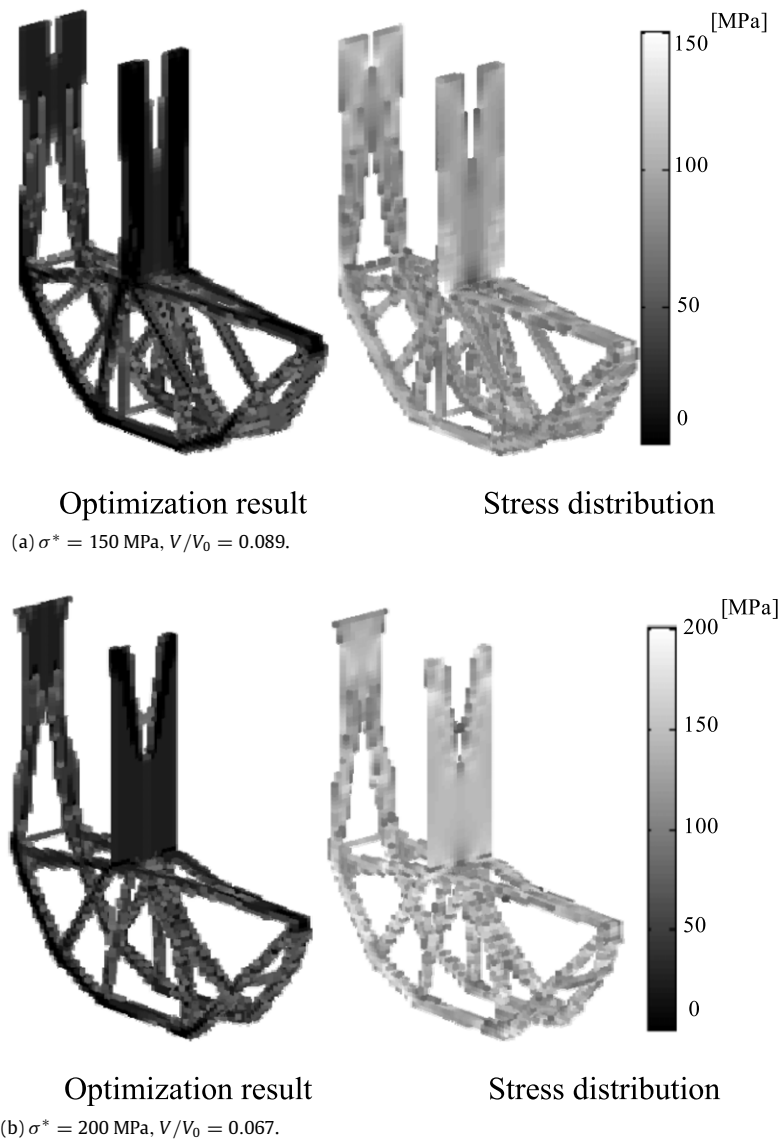 [MPa]
150
100
50
0
Optimization result Stress distribution
(a) σ* = 150 MPa, V/V₀ = 0.089.
[MPa]
200
150
100
50
0
Optimization result Stress distribution
(b) σ* = 200 MPa, V/V₀ = 0.067.